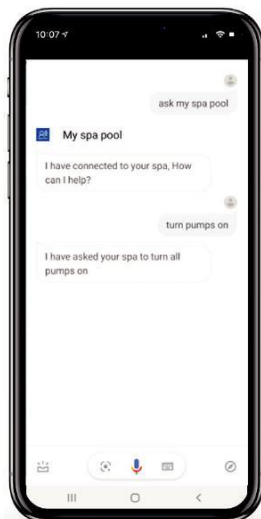 10:07
ask my spa pool
My spa pool
I have connected to your spa, How
can I help?
turn pumps on
I have asked your spa to turn all
pumps on